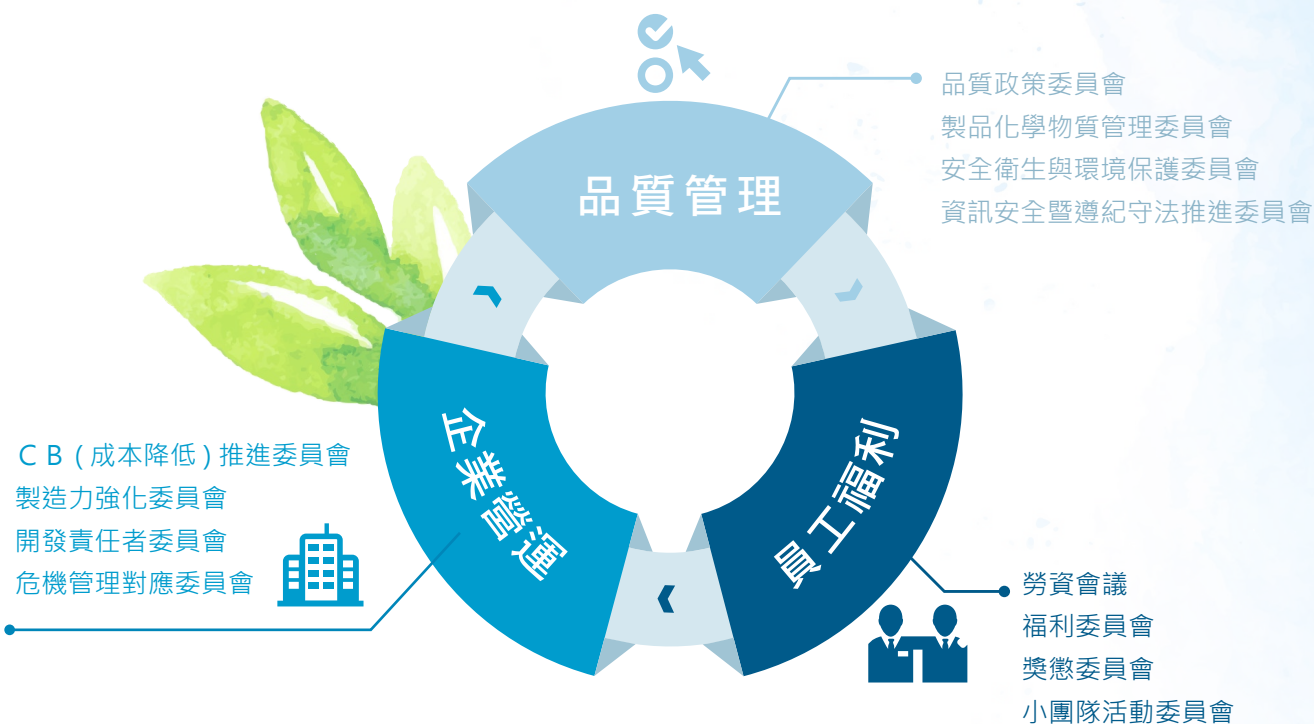 品質管理
品質政策委員會
製品化學物質管理委員會
安全衛生與環境保護委員會
資訊安全暨遵紀守法推進委員會
企業營運
ＣＢ(成本降低)推進委員會
製造力強化委員會
開發責任者委員會
危機管理對應委員會
員工福利
勞資會議
福利委員會
獎懲委員會
小團隊活動委員會